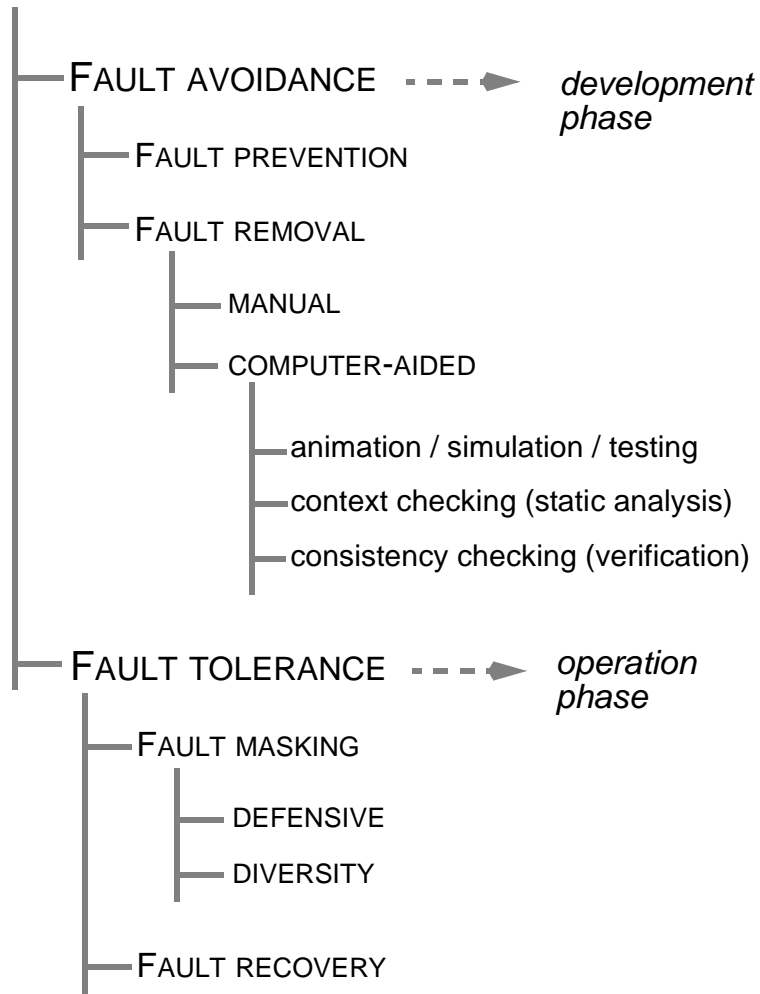 FAULT AVOIDANCE
development
phase
FAULT PREVENTION
FAULT REMOVAL
MANUAL
COMPUTER-AIDED
animation / simulation / testing
context checking (static analysis)
consistency checking (verification)
FAULT TOLERANCE
operation
phase
FAULT MASKING
DEFENSIVE
DIVERSITY
FAULT RECOVERY